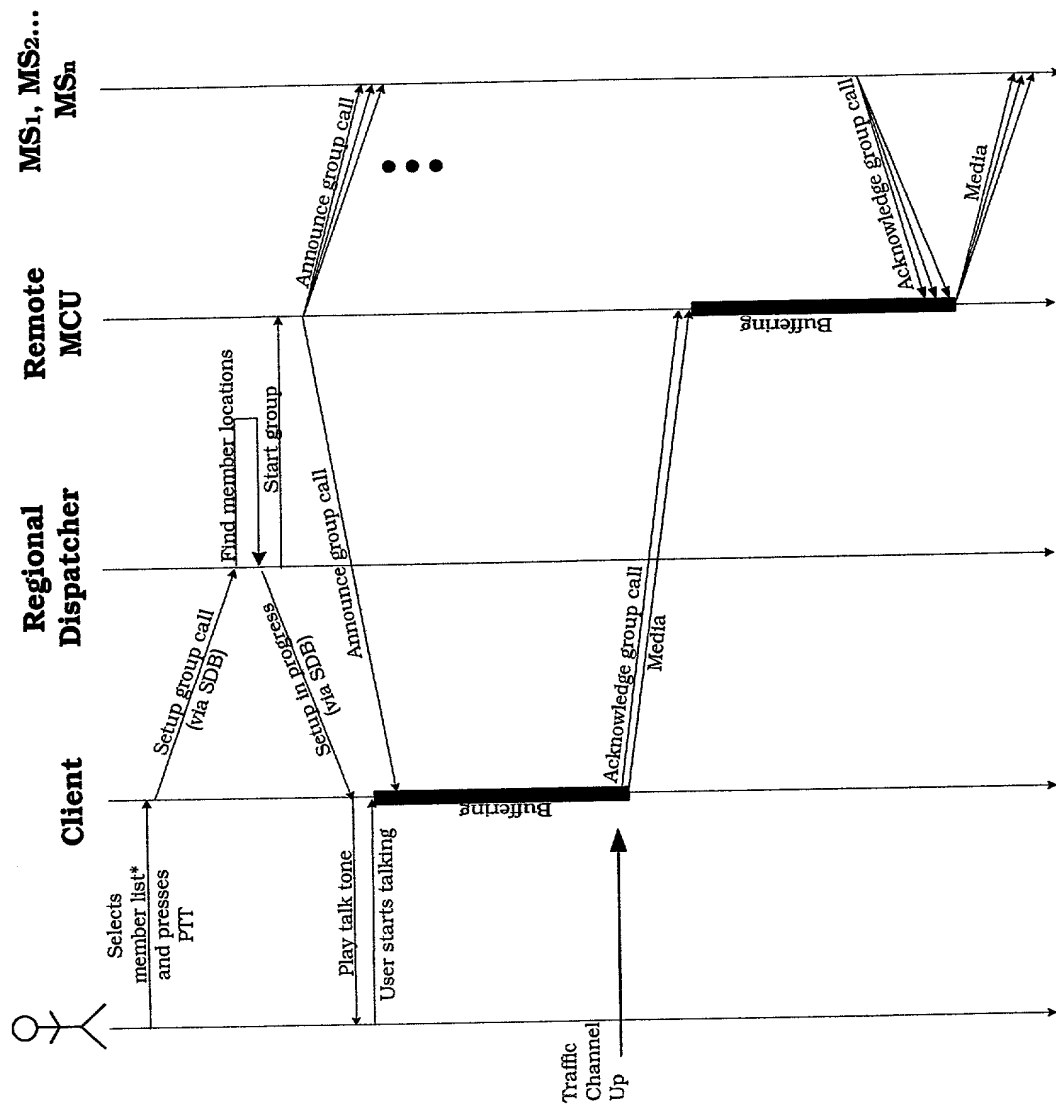 Client
Regional
Dispatcher
Remote
MCU
MS1, MS2...
MSn
Selects
member list*
and presses
PTT
Setup group call
(via SDB)
Find member locations
Start group
Setup in progress
(via SDB)
Announce group call
Announce group call
Play talk tone
User starts talking
Buffering
Traffic
Channel
Up
Acknowledge group call
Media
Buffering
Acknowledge group call
Media